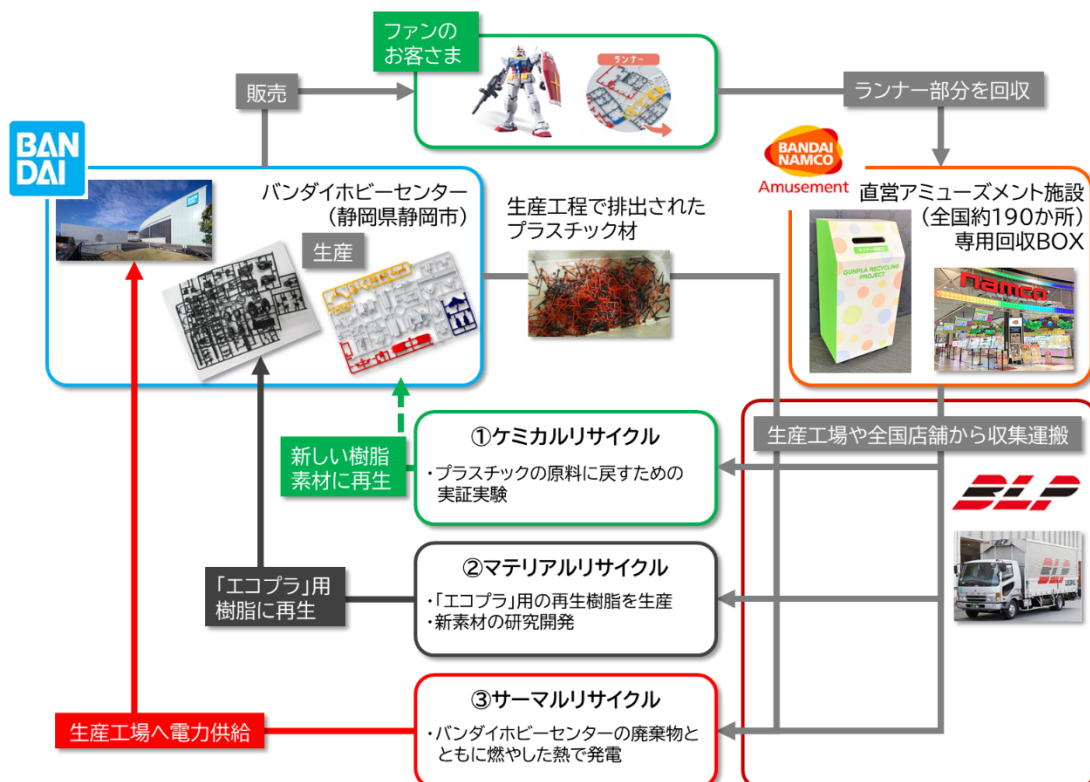 ファンの
お客さま
ランナー
販売
ランナー部分を回収
BAN
DAI
バンダイホビーセンター
（静岡県静岡市）
生産
生産工程で排出された
プラスチック材
BANDAI
NAMCO
Amusement
直営アミューズメント施設
（全国約190か所）
専用回収BOX
GUNPLA RECYCLING
PROJECT
namco
生産工場や全国店舗から収集運搬
BLP
BLP
①ケミカルリサイクル
・プラスチックの原料に戻すための
実証実験
新しい樹脂
素材に再生
②マテリアルリサイクル
・「エコプラ」用の再生樹脂を生産
・新素材の研究開発
「エコプラ」用
樹脂に再生
③サーマルリサイクル
・バンダイホビーセンターの廃棄物と
ともに燃やした熱で発電
生産工場へ電力供給